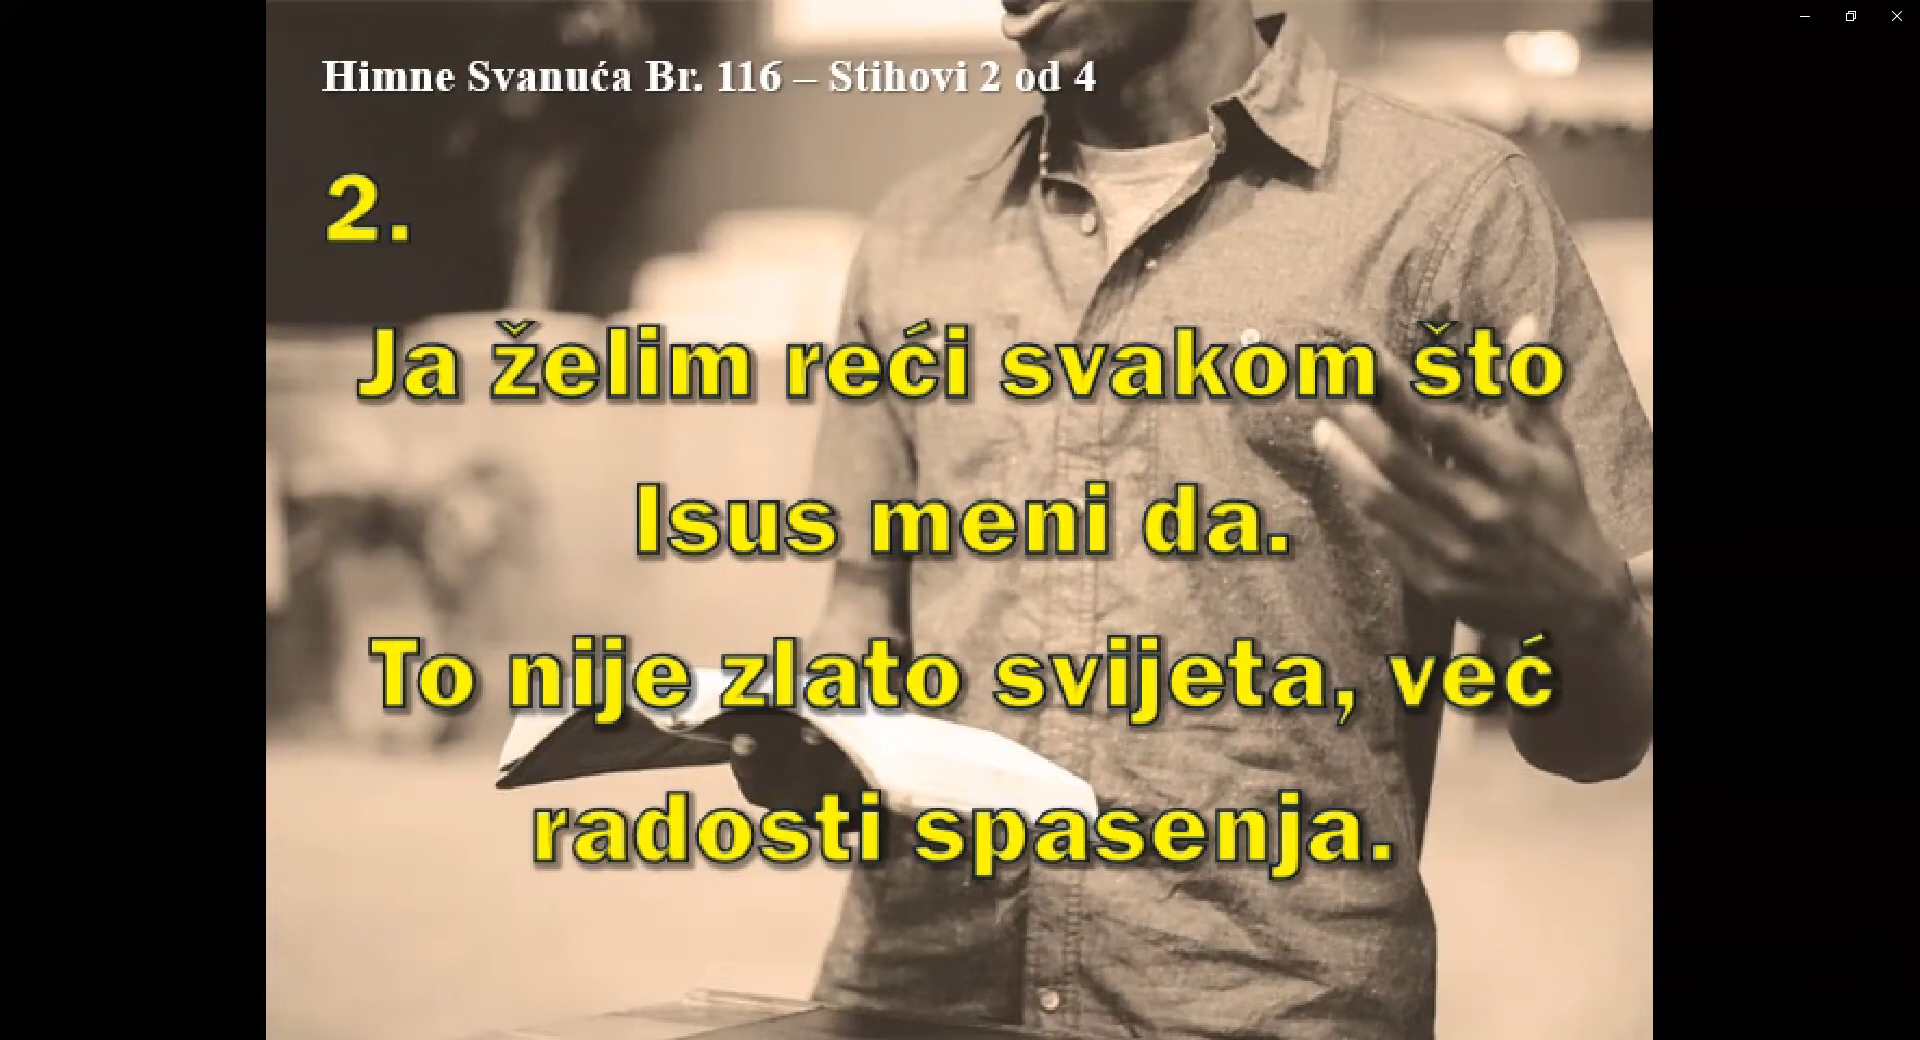 Himne Svanuća Br. 116 – Stihovi 2 od 4
2.
Ja želim reći svakom što
Isus meni da.
To nije zlato svijeta, već
radosti spasenja.